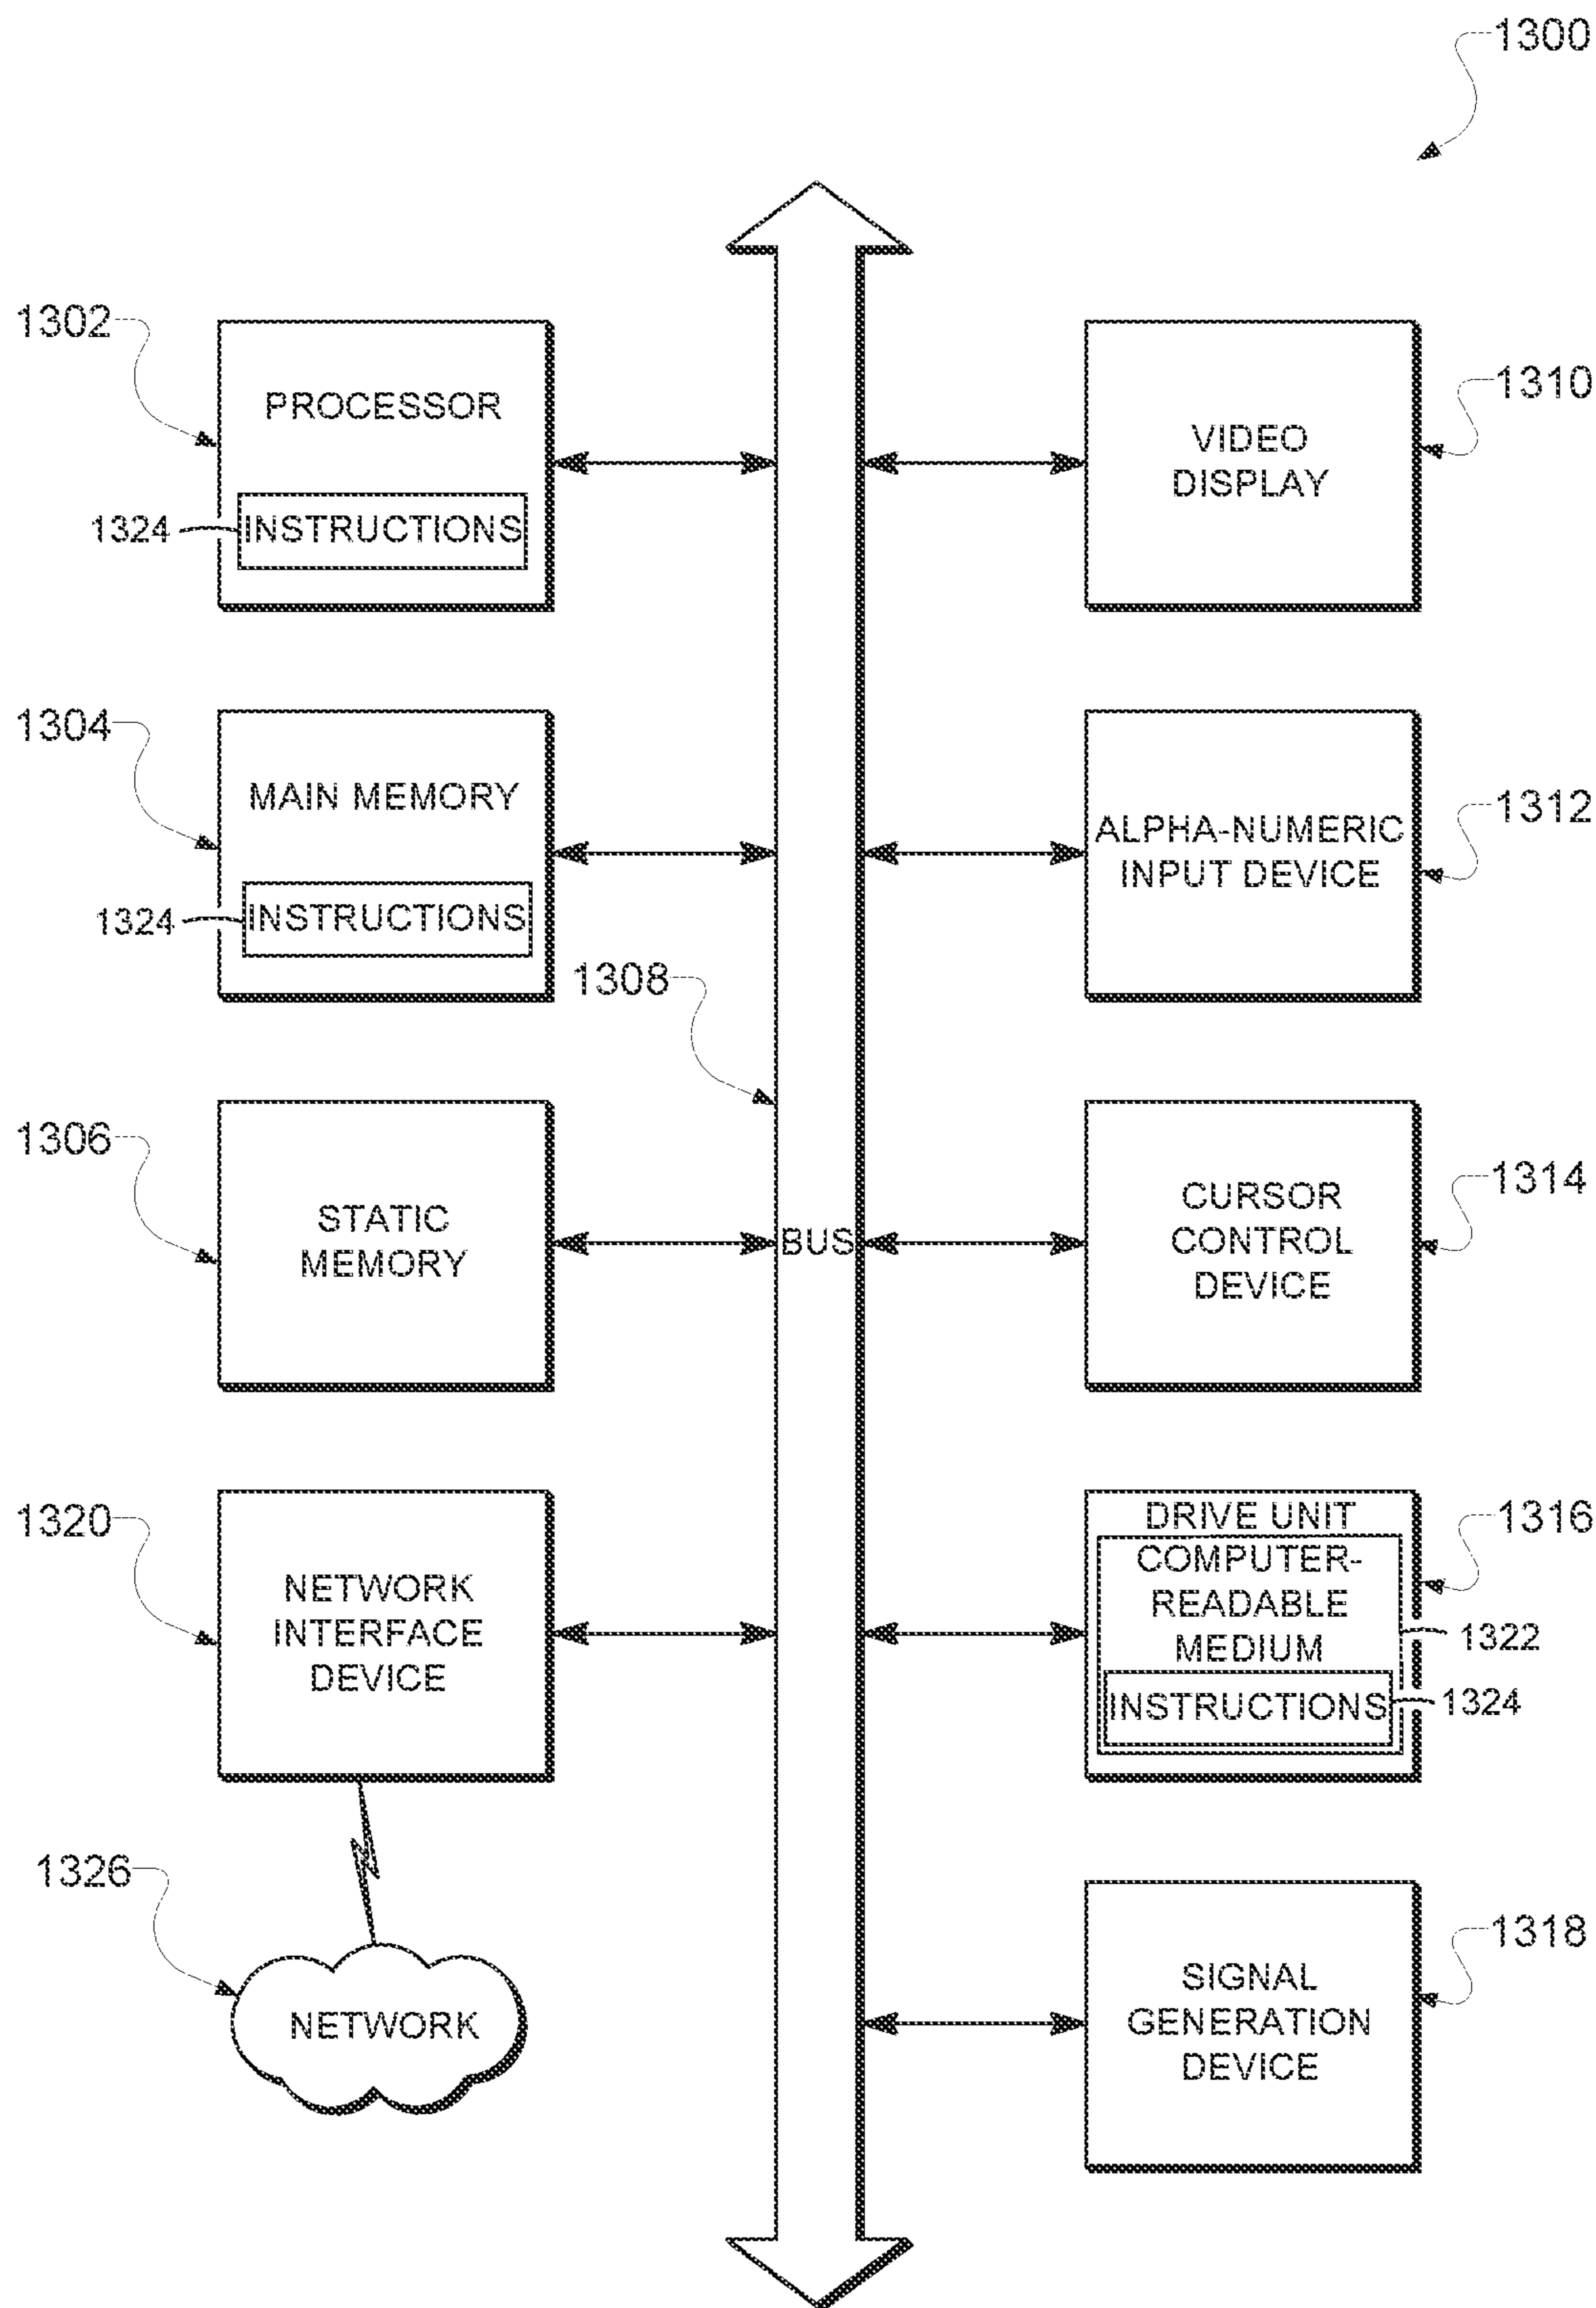 1300
1302
PROCESSOR
1324
INSTRUCTIONS
1310
VIDEO
DISPLAY
1304
MAIN MEMORY
1324
INSTRUCTIONS
1308
1312
ALPHA-NUMERIC
INPUT DEVICE
1306
STATIC
MEMORY
BUS
1314
CURSOR
CONTROL
DEVICE
1320
NETWORK
INTERFACE
DEVICE
1316
DRIVE UNIT
COMPUTER-
READABLE
MEDIUM
1322
INSTRUCTIONS
1324
1326
NETWORK
1318
SIGNAL
GENERATION
DEVICE